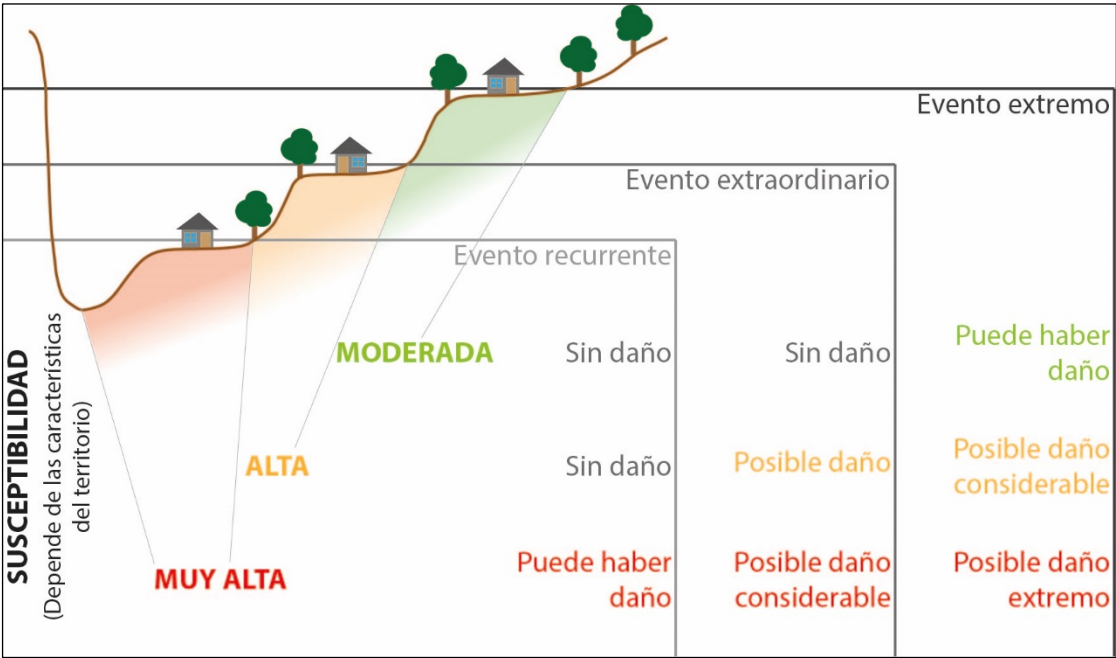 Evento extremo
Evento extraordinario
Evento recurrente
SUSCEPTIBILIDAD
(Depende de las características
del territorio)
MODERADA
Sin daño
Sin daño
Puede haber
daño
ALTA
Sin daño
Posible daño
Posible daño
considerable
MUY ALTA
Puede haber
daño
Posible daño
considerable
Posible daño
extremo